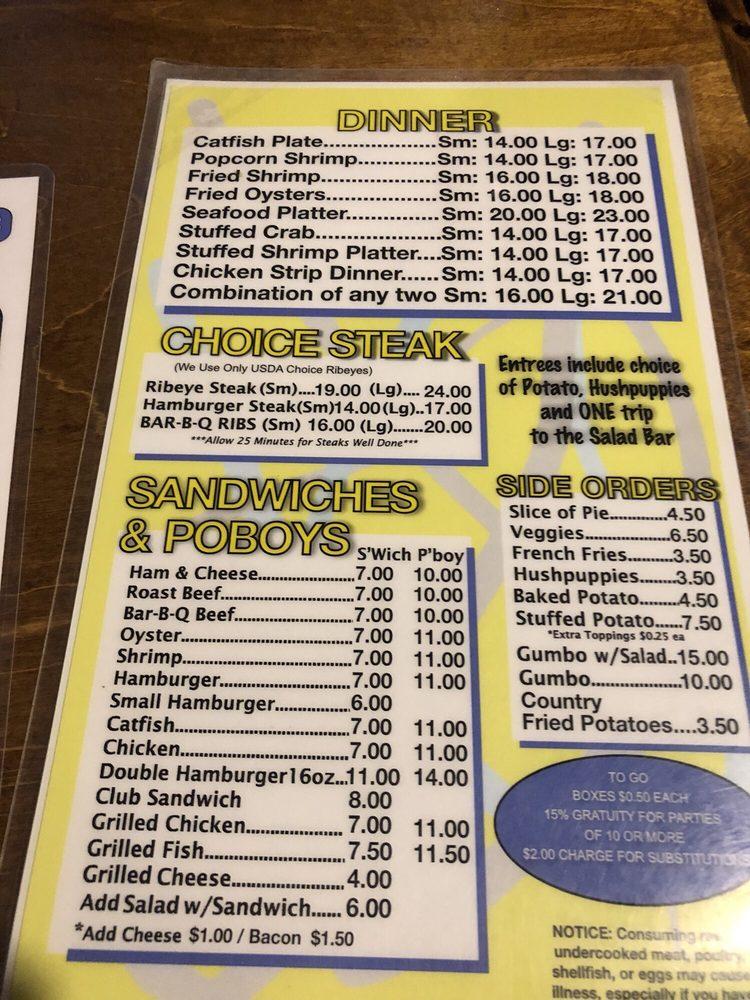 DINNER
Catfish Plate....................Sm: 14.00 Lg: 17.00
Popcorn Shrimp..............Sm: 14.00 Lg: 17.00
Fried Shrimp.....................Sm: 16.00 Lg: 18.00
Fried Oysters....................Sm: 16.00 Lg: 18.00
Seafood Platter.................Sm: 20.00 Lg: 23.00
Stuffed Crab.......................Sm: 14.00 Lg: 17.00
Stuffed Shrimp Platter....Sm: 14.00 Lg: 17.00
Chicken Strip Dinner......Sm: 14.00 Lg: 17.00
Combination of any two Sm: 16.00 Lg: 21.00
CHOICE STEAK
(We Use Only USDA Choice Ribeyes)
Ribeye Steak (Sm)....19.00 (Lg).... 24.00
Hamburger Steak(Sm)14.00(Lg)..17.00
BAR-B-Q RIBS (Sm) 16.00 (Lg).......20.00
***Allow 25 Minutes for Steaks Well Done***
Entrees include choice
of Potato, Hushpuppies
and ONE trip
to the Salad Bar
SANDWICHES
& POBOYS
S'Wich P'boy
Ham & Cheese......................7.00 10.00
Roast Beef..............................7.00 10.00
Bar-B-Q Beef..........................7.00 10.00
Oyster.......................................7.00 11.00
Shrimp......................................7.00 11.00
Hamburger..............................7.00 11.00
Small Hamburger.................6.00
Catfish.......................................7.00 11.00
Chicken.....................................7.00 11.00
Double Hamburger16oz...11.00 14.00
Club Sandwich 8.00
Grilled Chicken...................... 7.00 11.00
Grilled Fish................................7.50 11.50
Grilled Cheese......................... 4.00
Add Salad w/Sandwich...... 6.00
*Add Cheese $1.00 / Bacon $1.50
SIDE ORDERS
Slice of Pie............4.50
Veggies..................6.50
French Fries.........3.50
Hushpuppies........3.50
Baked Potato........4.50
Stuffed Potato......7.50
*Extra Toppings $0.25 ea
Gumbo w/Salad..15.00
Gumbo..................10.00
Country
Fried Potatoes....3.50
TO GO
BOXES $0.50 EACH
15% GRATUITY FOR PARTIES
OF 10 OR MORE
$2.00 CHARGE FOR SUBSTITUTIONS
NOTICE: Consuming
undercooked meat, poultry,
shellfish, or eggs may cause
illness, especially if you have